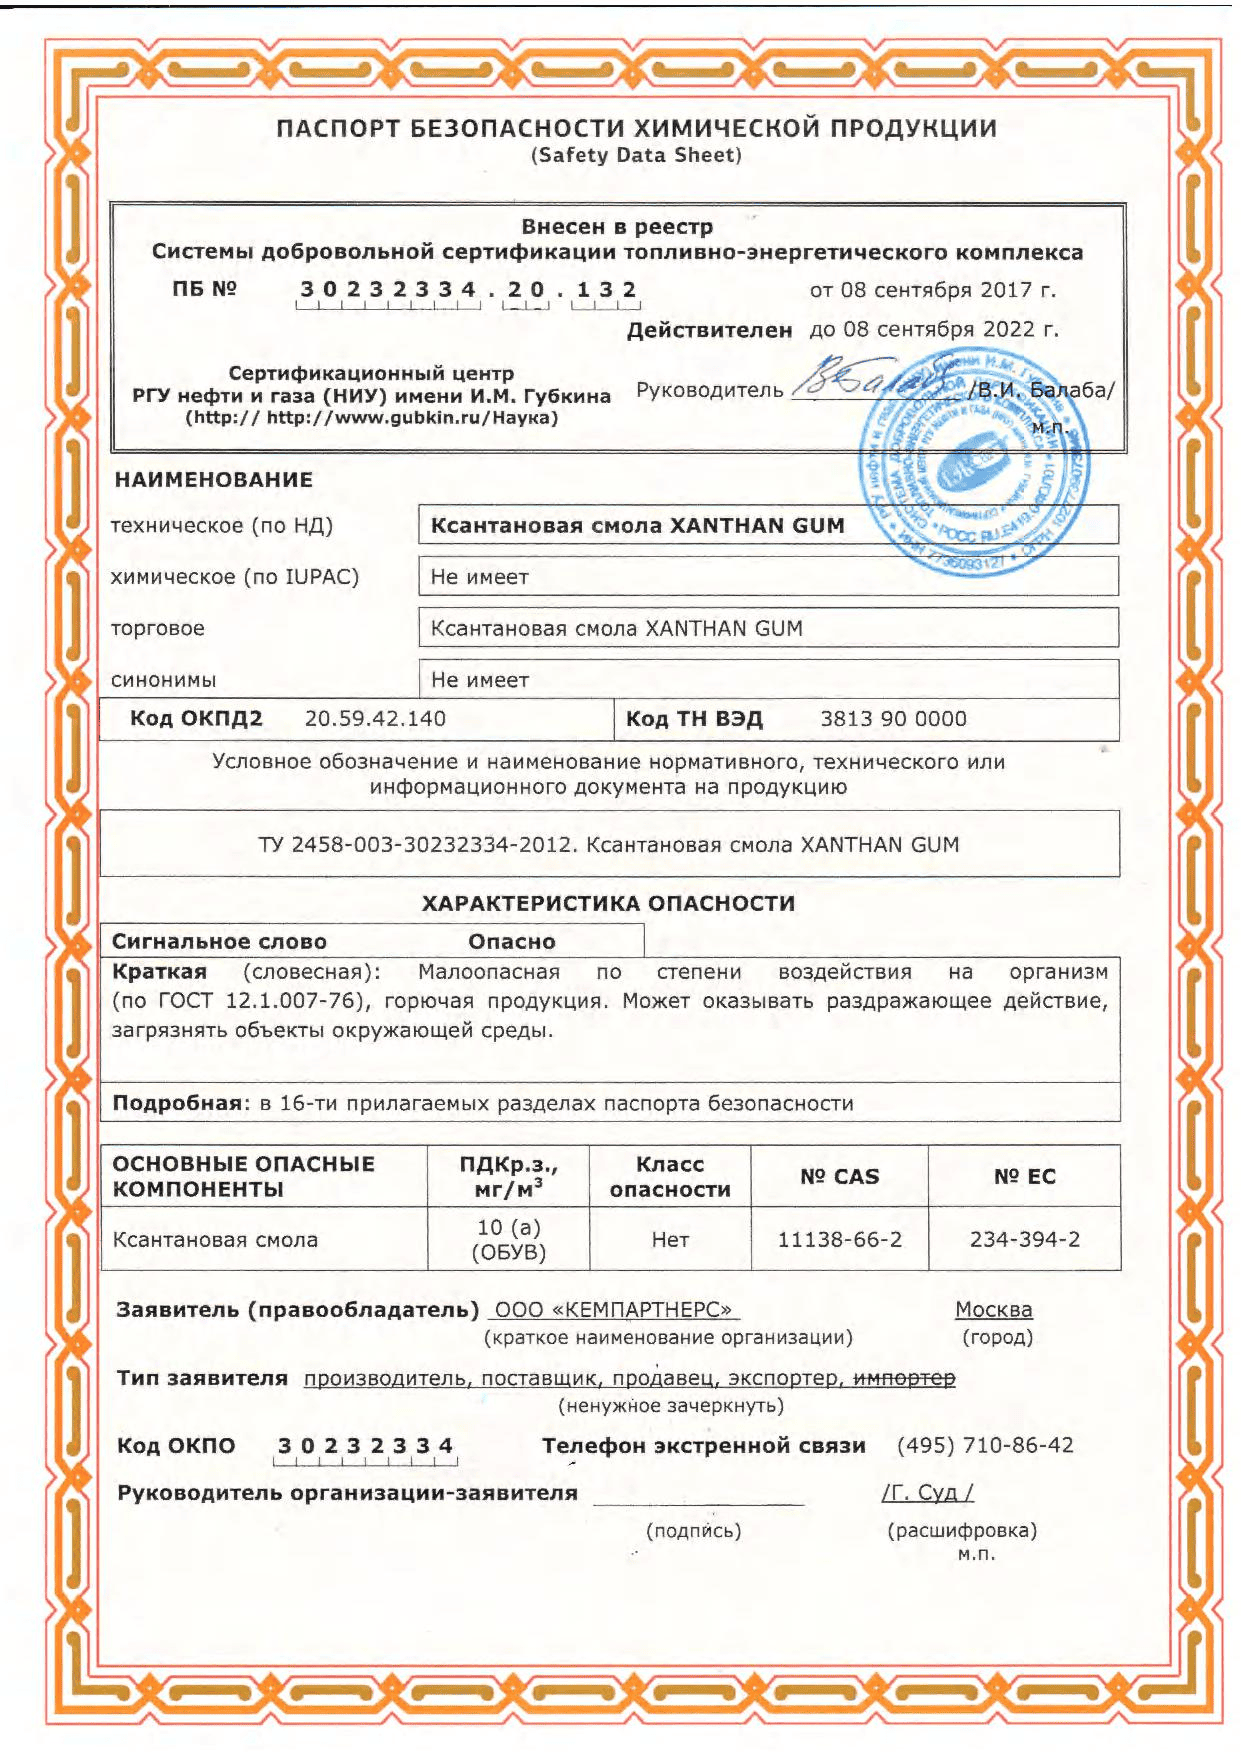 ПАСПОРТ БЕЗОПАСНОСТИ ХИМИЧЕСКОЙ ПРОДУКЦИИ
(Safety Data Sheet)
Внесен в реестр
Системы добровольной сертификации топливно-энергетического комплекса
ПБ № 30232334.20.132 от 08 сентября 2017 г.
Действителен до 08 сентября 2022 г.
Сертификационный центр
РГУ нефти и газа (НИУ) имени И.М. Губкина
(http:// http://www.gubkin.ru/Наука)
Руководитель /В.И. Балаба/
м.п.
НАИМЕНОВАНИЕ
техническое (по НД) Ксантановая смола XANTHAN GUM
химическое (по IUPAC) Не имеет
торговое Ксантановая смола XANTHAN GUM
синонимы Не имеет
Код ОКПД2 20.59.42.140 Код ТН ВЭД 3813 90 0000
Условное обозначение и наименование нормативного, технического или
информационного документа на продукцию
ТУ 2458-003-30232334-2012. Ксантановая смола XANTHAN GUM
ХАРАКТЕРИСТИКА ОПАСНОСТИ
Сигнальное слово Опасно
Краткая (словесная): Малоопасная по степени воздействия на организм
(по ГОСТ 12.1.007-76), горючая продукция. Может оказывать раздражающее действие,
загрязнять объекты окружающей среды.
Подробная: в 16-ти прилагаемых разделах паспорта безопасности
ОСНОВНЫЕ ОПАСНЫЕ КОМПОНЕНТЫ ПДКр.з., мг/м³ Класс опасности № CAS № ЕС
Ксантановая смола 10 (а) (ОБУВ) Нет 11138-66-2 234-394-2
Заявитель (правообладатель) ООО «КЕМПАРТНЕРС» Москва
(краткое наименование организации) (город)
Тип заявителя производитель, поставщик, продавец, экспортер, импортер
(ненужное зачеркнуть)
Код ОКПО 30232334 Телефон экстренной связи (495) 710-86-42
Руководитель организации-заявителя /Г. Суд /
(подпись) (расшифровка)
м.п.